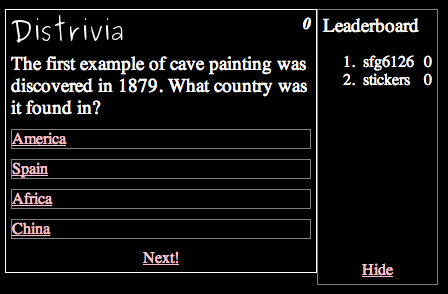 Distrivia
0
The first example of cave painting was
discovered in 1879. What country was
it found in?
America
Spain
Africa
China
Next!
Leaderboard
1. sfg6126 0
2. stickers 0
Hide